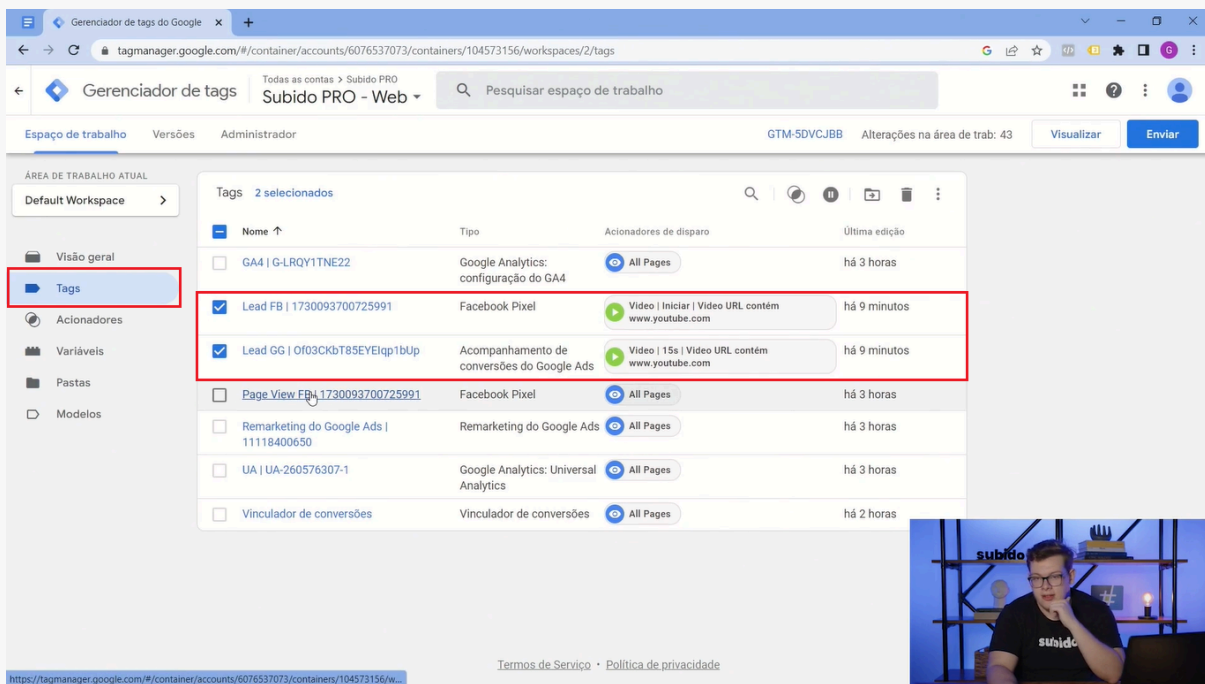 Gerenciador de tags do Google
tagmanager.google.com/#/container/accounts/6076537073/containers/104573156/workspaces/2/tags
G
G
Gerenciador de tags
Todas as contas > Subido PRO
Subido PRO - Web
Pesquisar espaço de trabalho
Espaço de trabalho
Versões
Administrador
GTM-5DVCJBB
Alterações na área de trab: 43
Visualizar
Enviar
ÁREA DE TRABALHO ATUAL
Default Workspace
Visão geral
Tags
Acionadores
Variáveis
Pastas
Modelos
Tags 2 selecionados
Nome
Tipo
Acionadores de disparo
Última edição
GA4 | G-LRQY1TNE22
Google Analytics:
configuração do GA4
All Pages
há 3 horas
Lead FB | 1730093700725991
Facebook Pixel
Video | Iniciar | Video URL contém
www.youtube.com
há 9 minutos
Lead GG | Of03CKbT85EYEIqp1bUp
Acompanhamento de
conversões do Google Ads
Video | 15s | Video URL contém
www.youtube.com
há 9 minutos
Page View FB | 1730093700725991
Facebook Pixel
All Pages
há 3 horas
Remarketing do Google Ads |
11118400650
Remarketing do Google Ads
All Pages
há 3 horas
UA | UA-260576307-1
Google Analytics: Universal
Analytics
All Pages
há 3 horas
Vinculador de conversões
Vinculador de conversões
All Pages
há 2 horas
subido
#
subido
Termos de Serviço • Política de privacidade
https://tagmanager.google.com/#/container/accounts/6076537073/containers/104573156/w...